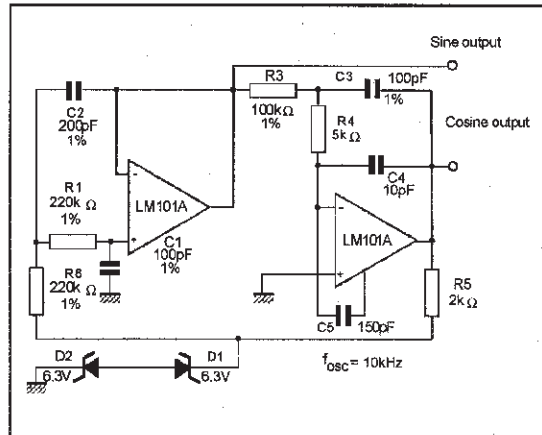 Sine output
R3
C3
100pF
1%
100kΩ
1%
C2
200pF
1%
R4
5kΩ
Cosine output
C4
10pF
R1
220k Ω
1%
-
LM101A
+
C1
100pF
1%
-
LM101A
+
R6
220k Ω
1%
R5
2kΩ
C5
150pF
D2
6.3V
D1
6.3V
fosc = 10kHz